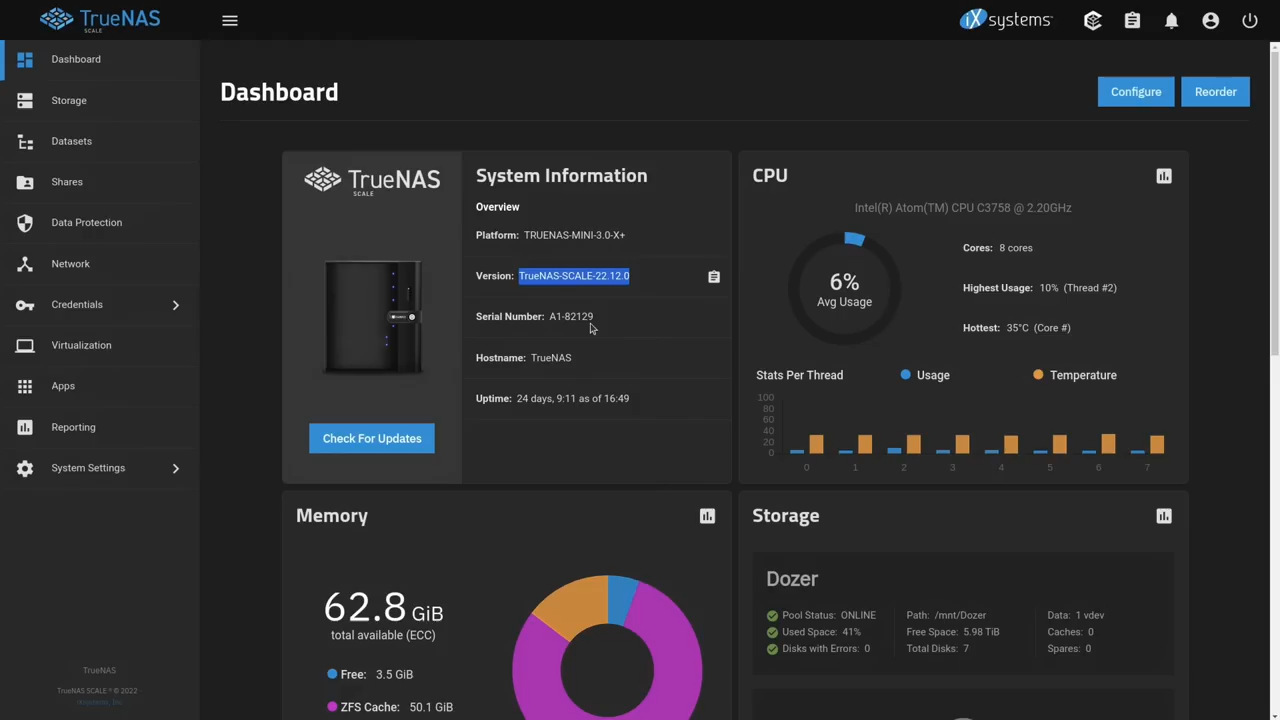 TrueNAS
SCALE
iXsystems
Dashboard
Storage
Datasets
Shares
Data Protection
Network
Credentials
Virtualization
Apps
Reporting
System Settings
TrueNAS
TrueNAS SCALE ® © 2022
Dashboard
Configure
Reorder
TrueNAS
SCALE
Check For Updates
System Information
Overview
Platform: TRUENAS-MINI-3.0-X+
Version: TrueNAS-SCALE-22.12.0
Serial Number: A1-82129
Hostname: TrueNAS
Uptime: 24 days, 9:11 as of 16:49
CPU
Intel(R) Atom(TM) CPU C3758 @ 2.20GHz
6%
Avg Usage
Cores: 8 cores
Highest Usage: 10% (Thread #2)
Hottest: 35°C (Core #)
Stats Per Thread
Usage
Temperature
100
80
60
40
20
0
0 1 2 3 4 5 6 7
Memory
62.8 GiB
total available (ECC)
Free: 3.5 GiB
ZFS Cache: 50.1 GiB
Storage
Dozer
Pool Status: ONLINE
Used Space: 41%
Disks with Errors: 0
Path: /mnt/Dozer
Free Space: 5.98 TiB
Total Disks: 7
Data: 1 vdev
Caches: 0
Spares: 0